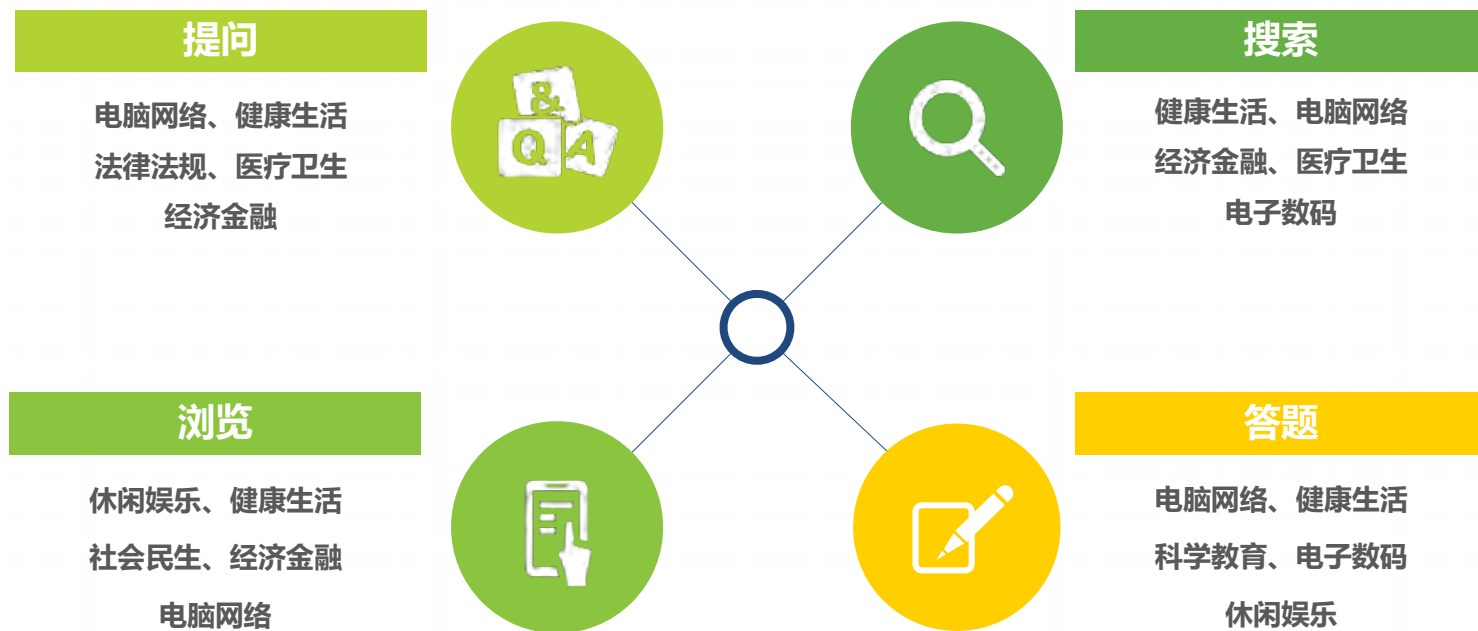 提问
电脑网络、健康生活
法律法规、医疗卫生
经济金融
&
Q A
搜索
健康生活、电脑网络
经济金融、医疗卫生
电子数码
浏览
休闲娱乐、健康生活
社会民生、经济金融
电脑网络
答题
电脑网络、健康生活
科学教育、电子数码
休闲娱乐